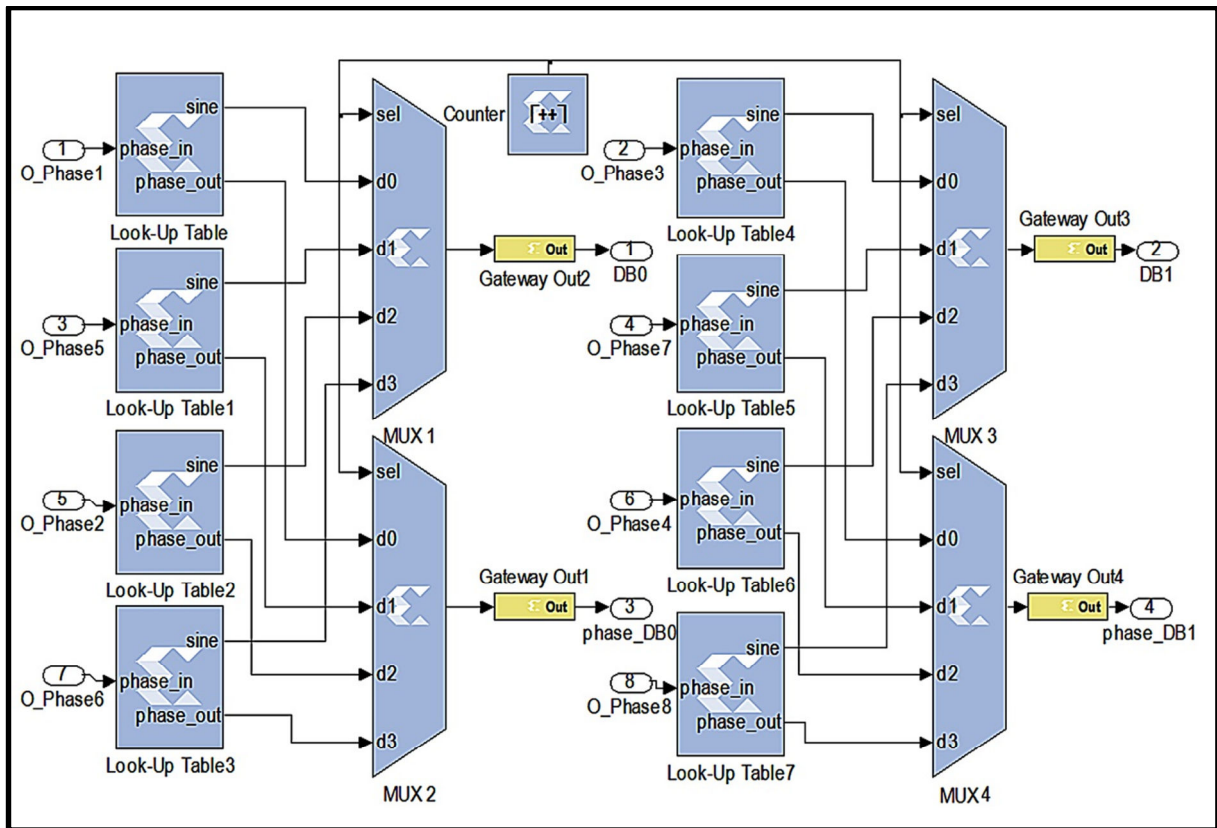 sine
phase_in
phase_out
1
O_Phase1
Look-Up Table
sine
phase_in
phase_out
3
O_Phase5
Look-Up Table1
sine
phase_in
phase_out
5
O_Phase2
Look-Up Table2
sine
phase_in
phase_out
7
O_Phase6
Look-Up Table3
sel
d0
d1
d2
d3
MUX 1
sel
d0
d1
d2
d3
MUX 2
Counter
++
Out
Gateway Out2
1
DB0
Gateway Out1
Out
3
phase_DB0
sine
phase_in
phase_out
2
O_Phase3
Look-Up Table4
sine
phase_in
phase_out
4
O_Phase7
Look-Up Table5
sine
phase_in
phase_out
6
O_Phase4
Look-Up Table6
sine
phase_in
phase_out
8
O_Phase8
Look-Up Table7
sel
d0
d1
d2
d3
MUX 3
sel
d0
d1
d2
d3
MUX 4
Gateway Out3
Out
2
DB1
Gateway Out4
Out
4
phase_DB1